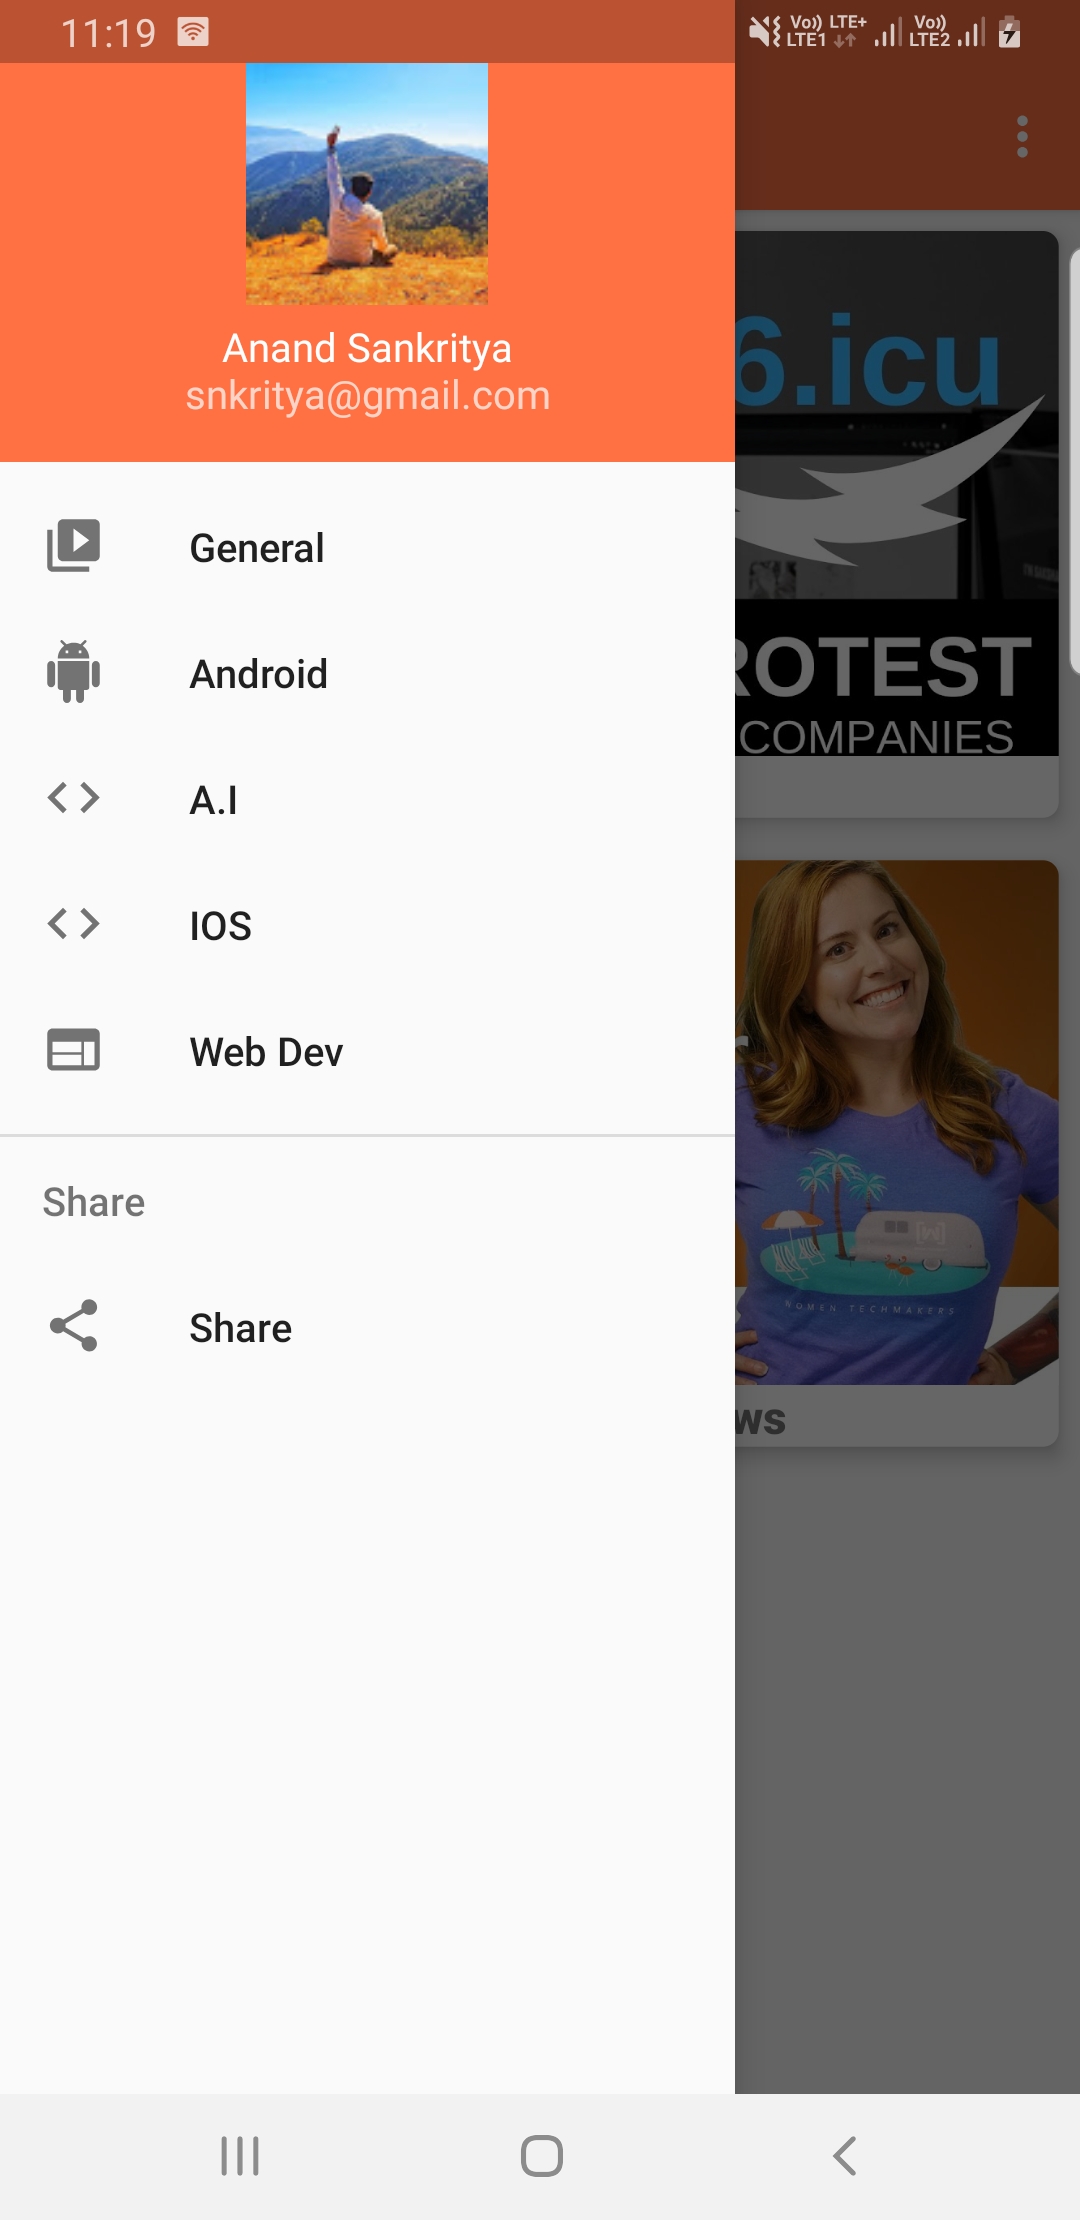 11:19
Vo)) LTE+ Vo))
LTE1 LTE2
6.icu
ROTEST
COMPANIES
Anand Sankritya
snkritya@gmail.com
General
Android
A.I
IOS
Web Dev
WOMEN TECHMAKERS
Share
Share
ws